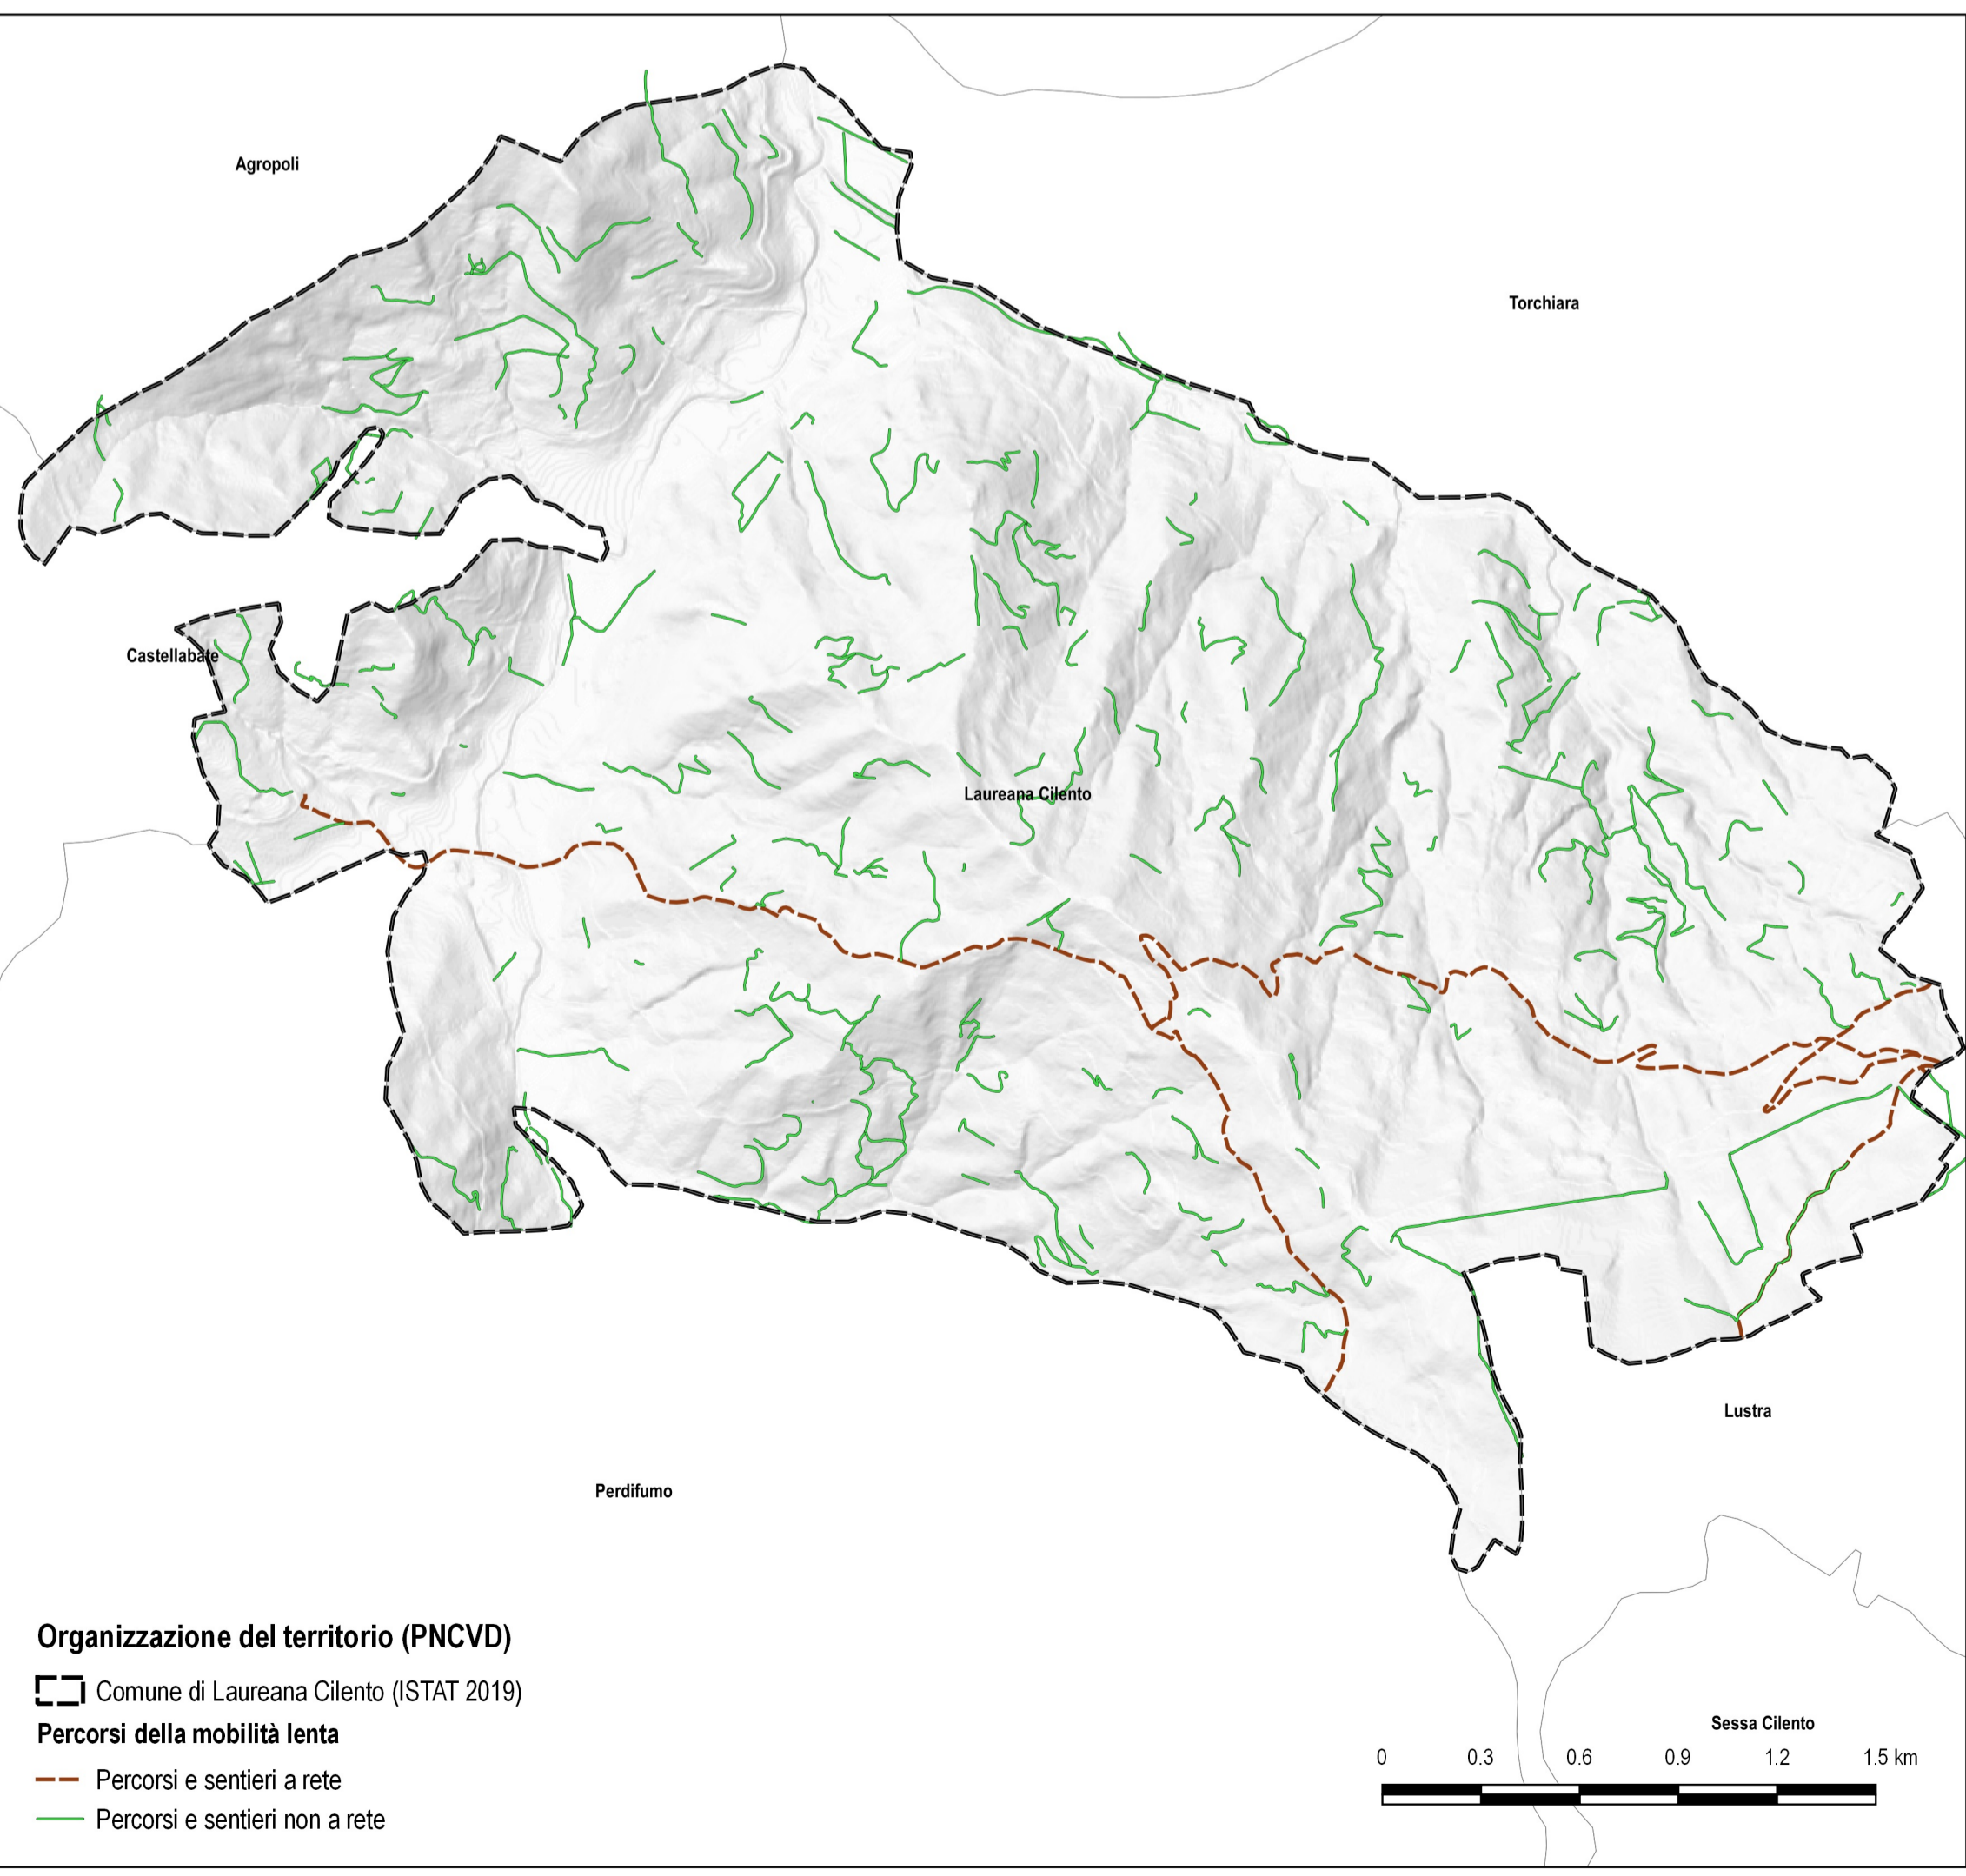 Agropoli
Torchiara
Castellabate
Laureana Cilento
Lustra
Perdifumo
Organizzazione del territorio (PNCVD)
Comune di Laureana Cilento (ISTAT 2019)
Percorsi della mobilità lenta
Percorsi e sentieri a rete
Percorsi e sentieri non a rete
Sessa Cilento
0 0.3 0.6 0.9 1.2 1.5 km